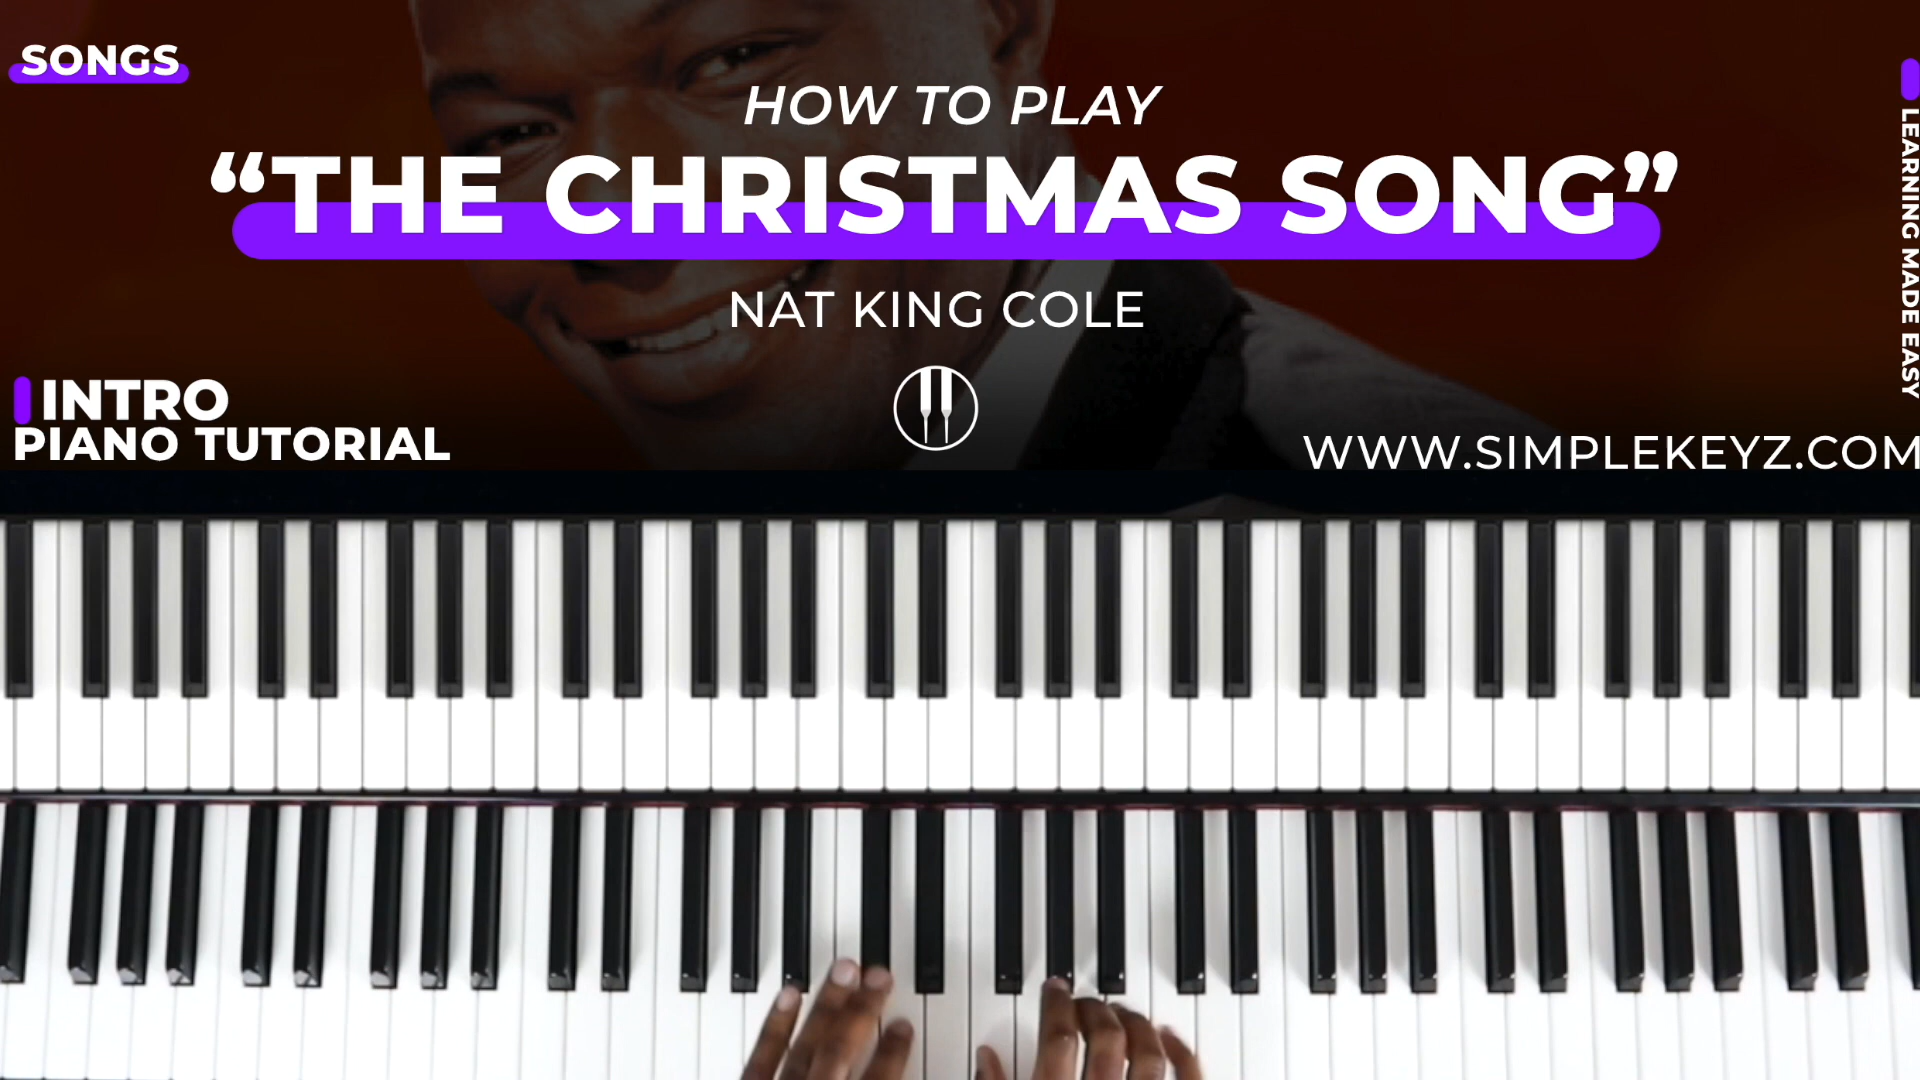 SONGS
HOW TO PLAY
“THE CHRISTMAS SONG”
NAT KING COLE
INTRO
PIANO TUTORIAL
WWW.SIMPLEKEYZ.COM
LEARNING MADE EASY